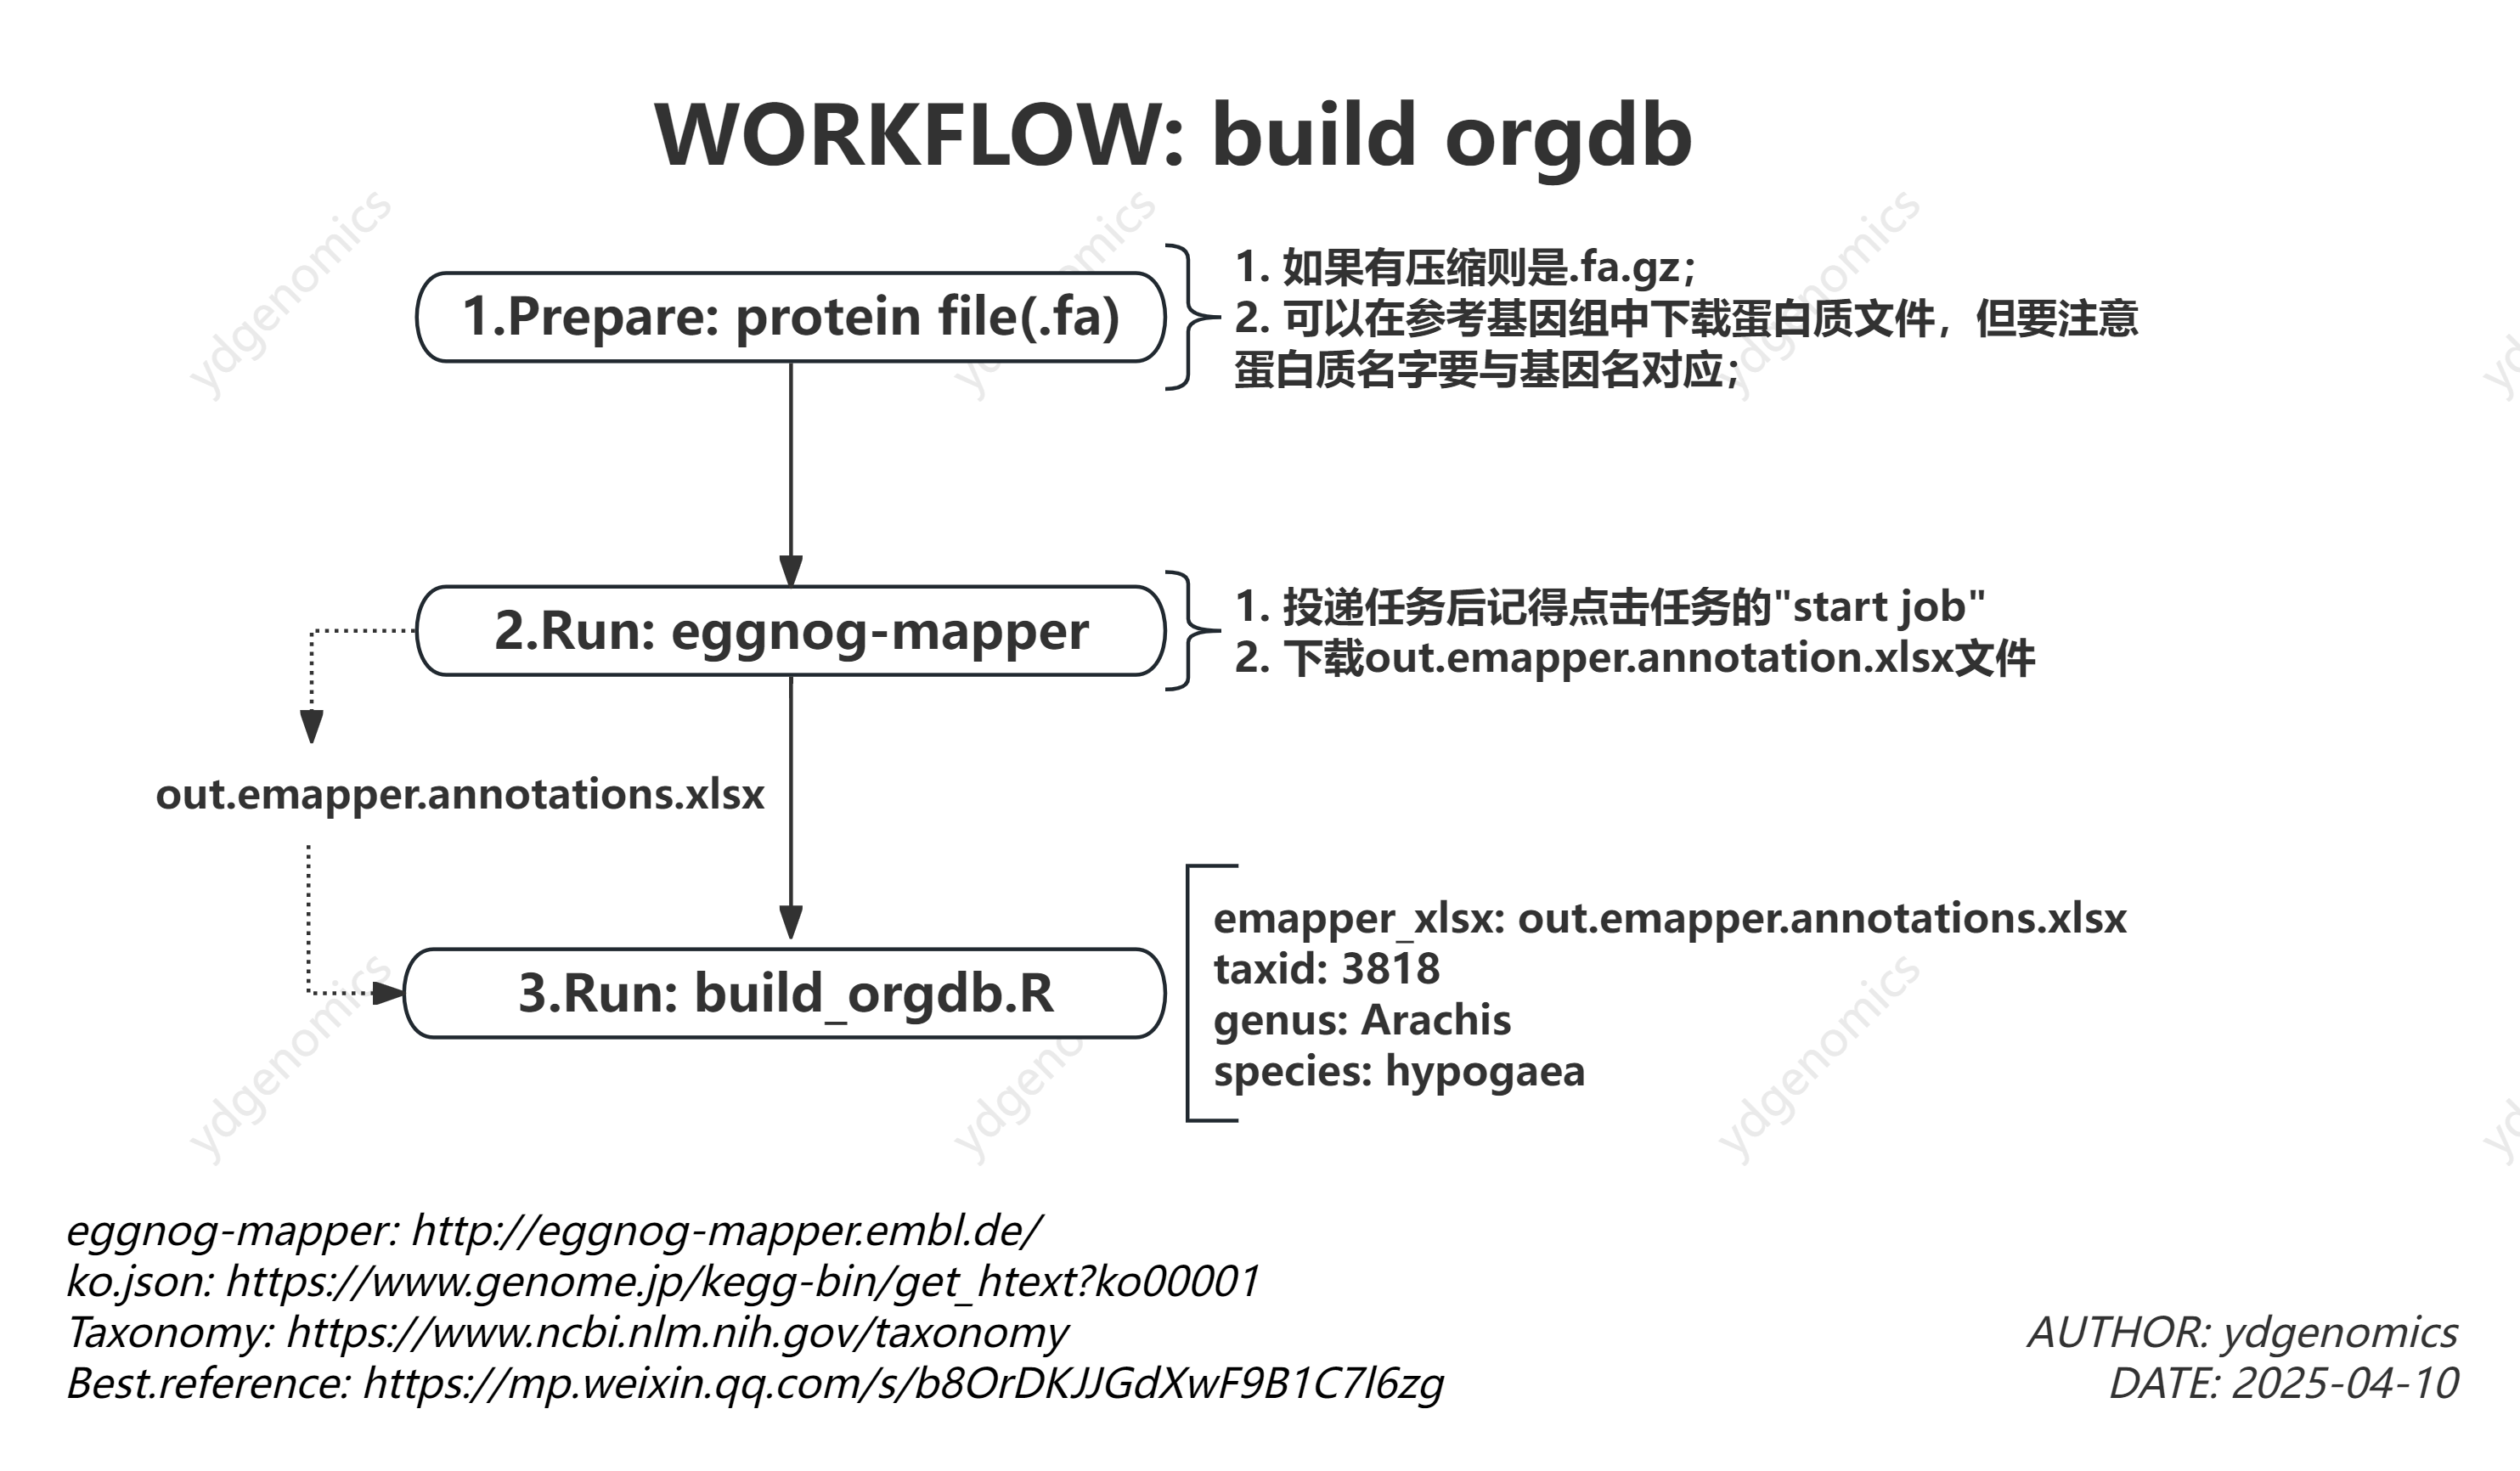 WORKFLOW: build orgdb
1.Prepare: protein file(.fa)
1. 如果有压缩则是.fa.gz；
2. 可以在参考基因组中下载蛋白质文件，但要注意
蛋白质名字要与基因名对应；
2.Run: eggnog-mapper
1. 投递任务后记得点击任务的"start job"
2. 下载out.emapper.annotation.xlsx文件
out.emapper.annotations.xlsx
3.Run: build_orgdb.R
emapper_xlsx: out.emapper.annotations.xlsx
taxid: 3818
genus: Arachis
species: hypogaea
eggnog-mapper: http://eggnog-mapper.embl.de/
ko.json: https://www.genome.jp/kegg-bin/get_htext?ko00001
Taxonomy: https://www.ncbi.nlm.nih.gov/taxonomy
Best.reference: https://mp.weixin.qq.com/s/b8OrDKJJGdXwF9B1C7l6zg
AUTHOR: ydgenomics
DATE: 2025-04-10
ydgenomics
ydgenomics
ydgenomics
ydgenomics